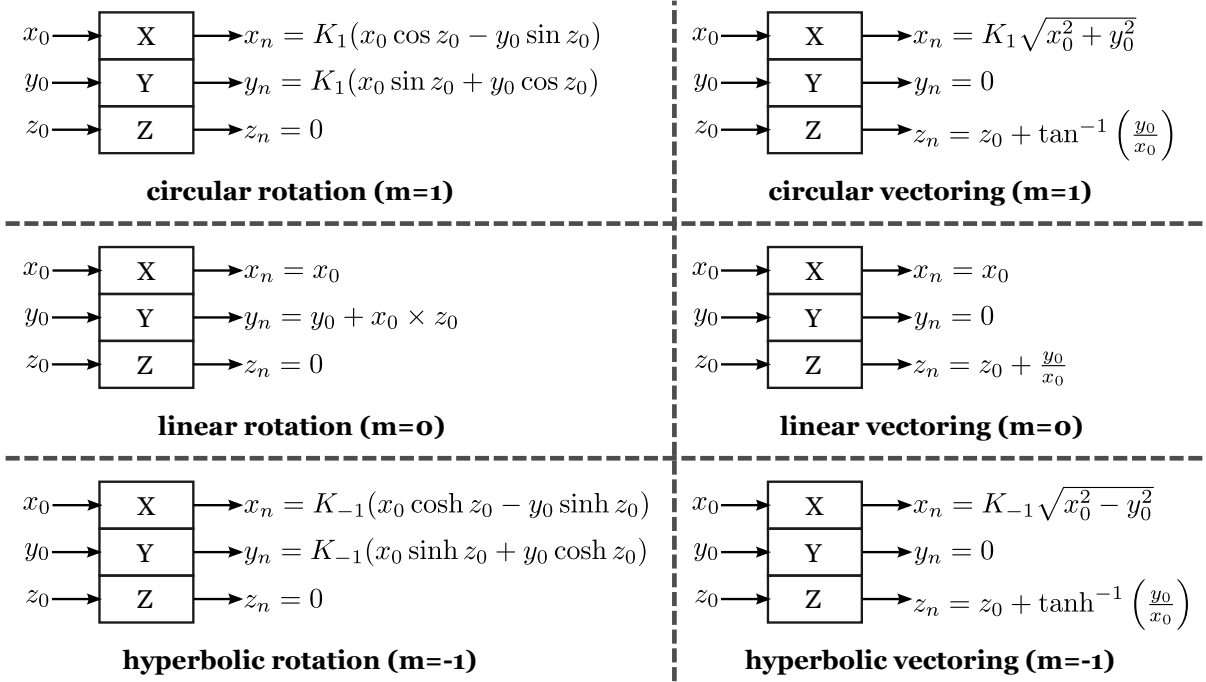 x₀ X xₙ = K₁(x₀ cos z₀ − y₀ sin z₀)
y₀ Y yₙ = K₁(x₀ sin z₀ + y₀ cos z₀)
z₀ Z zₙ = 0
circular rotation (m=1)
x₀ X xₙ = K₁√(x₀² + y₀²)
y₀ Y yₙ = 0
z₀ Z zₙ = z₀ + tan⁻¹ (y₀/x₀)
circular vectoring (m=1)
x₀ X xₙ = x₀
y₀ Y yₙ = y₀ + x₀ × z₀
z₀ Z zₙ = 0
linear rotation (m=0)
x₀ X xₙ = x₀
y₀ Y yₙ = 0
z₀ Z zₙ = z₀ + y₀/x₀
linear vectoring (m=0)
x₀ X xₙ = K₋₁(x₀ cosh z₀ − y₀ sinh z₀)
y₀ Y yₙ = K₋₁(x₀ sinh z₀ + y₀ cosh z₀)
z₀ Z zₙ = 0
hyperbolic rotation (m=-1)
x₀ X xₙ = K₋₁√(x₀² − y₀²)
y₀ Y yₙ = 0
z₀ Z zₙ = z₀ + tanh⁻¹ (y₀/x₀)
hyperbolic vectoring (m=-1)